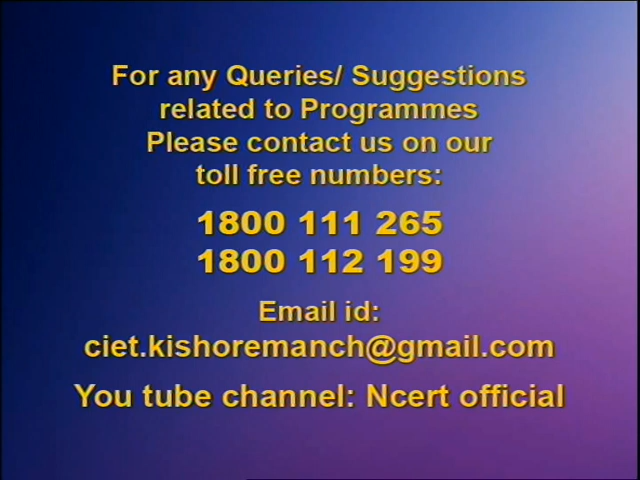 For any Queries/ Suggestions
related to Programmes
Please contact us on our
toll free numbers:
1800 111 265
1800 112 199
Email id:
ciet.kishoremanch@gmail.com
You tube channel: Ncert official